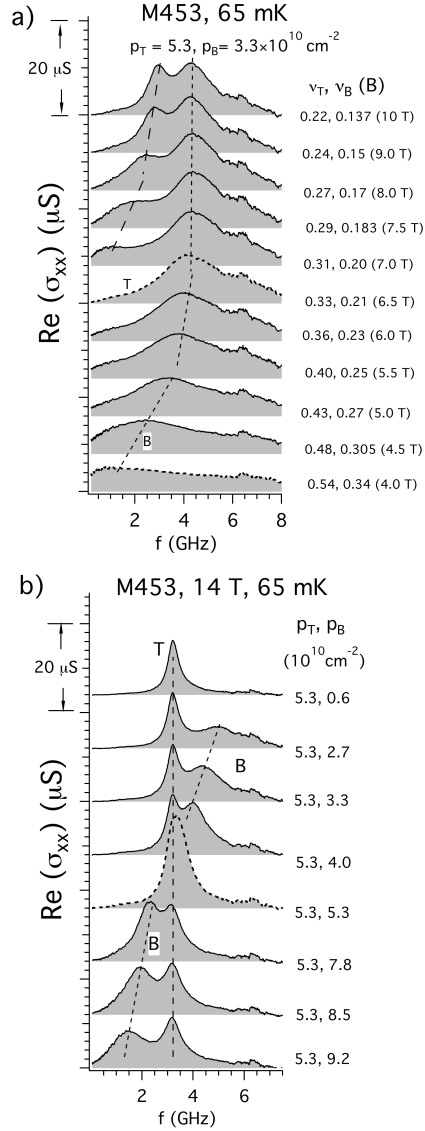 a)
M453, 65 mK
p_T = 5.3, p_B= 3.3×10^10 cm^-2
20 μS
ν_T, ν_B (B)
0.22, 0.137 (10 T)
0.24, 0.15 (9.0 T)
0.27, 0.17 (8.0 T)
0.29, 0.183 (7.5 T)
0.31, 0.20 (7.0 T)
T
0.33, 0.21 (6.5 T)
0.36, 0.23 (6.0 T)
0.40, 0.25 (5.5 T)
0.43, 0.27 (5.0 T)
B
0.48, 0.305 (4.5 T)
0.54, 0.34 (4.0 T)
Re (σ_xx) (μS)
2 4 6 8
f (GHz)
b)
M453, 14 T, 65 mK
p_T, p_B
(10^10cm^-2)
20 μS
T
5.3, 0.6
5.3, 2.7
B
5.3, 3.3
5.3, 4.0
5.3, 5.3
B
5.3, 7.8
5.3, 8.5
5.3, 9.2
Re (σ_xx) (μS)
2 4 6
f (GHz)